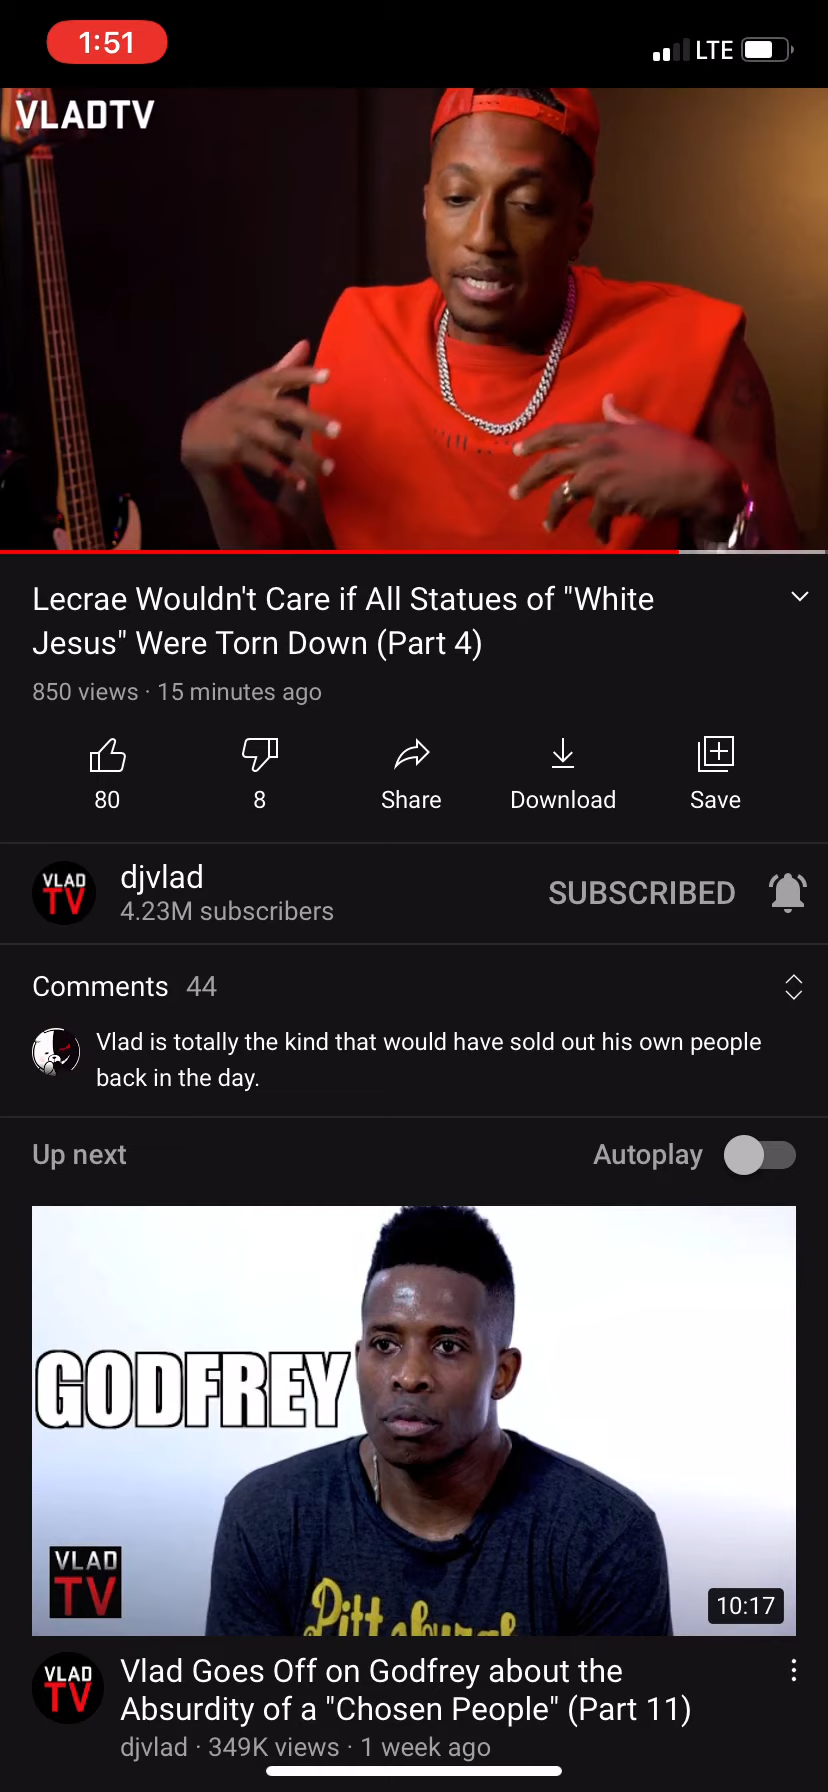 1:51
LTE
VLADTV
Lecrae Wouldn't Care if All Statues of "White
Jesus" Were Torn Down (Part 4)
850 views · 15 minutes ago
80
8
Share
Download
Save
VLAD
TV
djvlad
4.23M subscribers
SUBSCRIBED
Comments 44
Vlad is totally the kind that would have sold out his own people
back in the day.
Up next
Autoplay
GODFREY
Pittsburgh
VLAD
TV
10:17
VLAD
TV
Vlad Goes Off on Godfrey about the
Absurdity of a "Chosen People" (Part 11)
djvlad · 349K views · 1 week ago